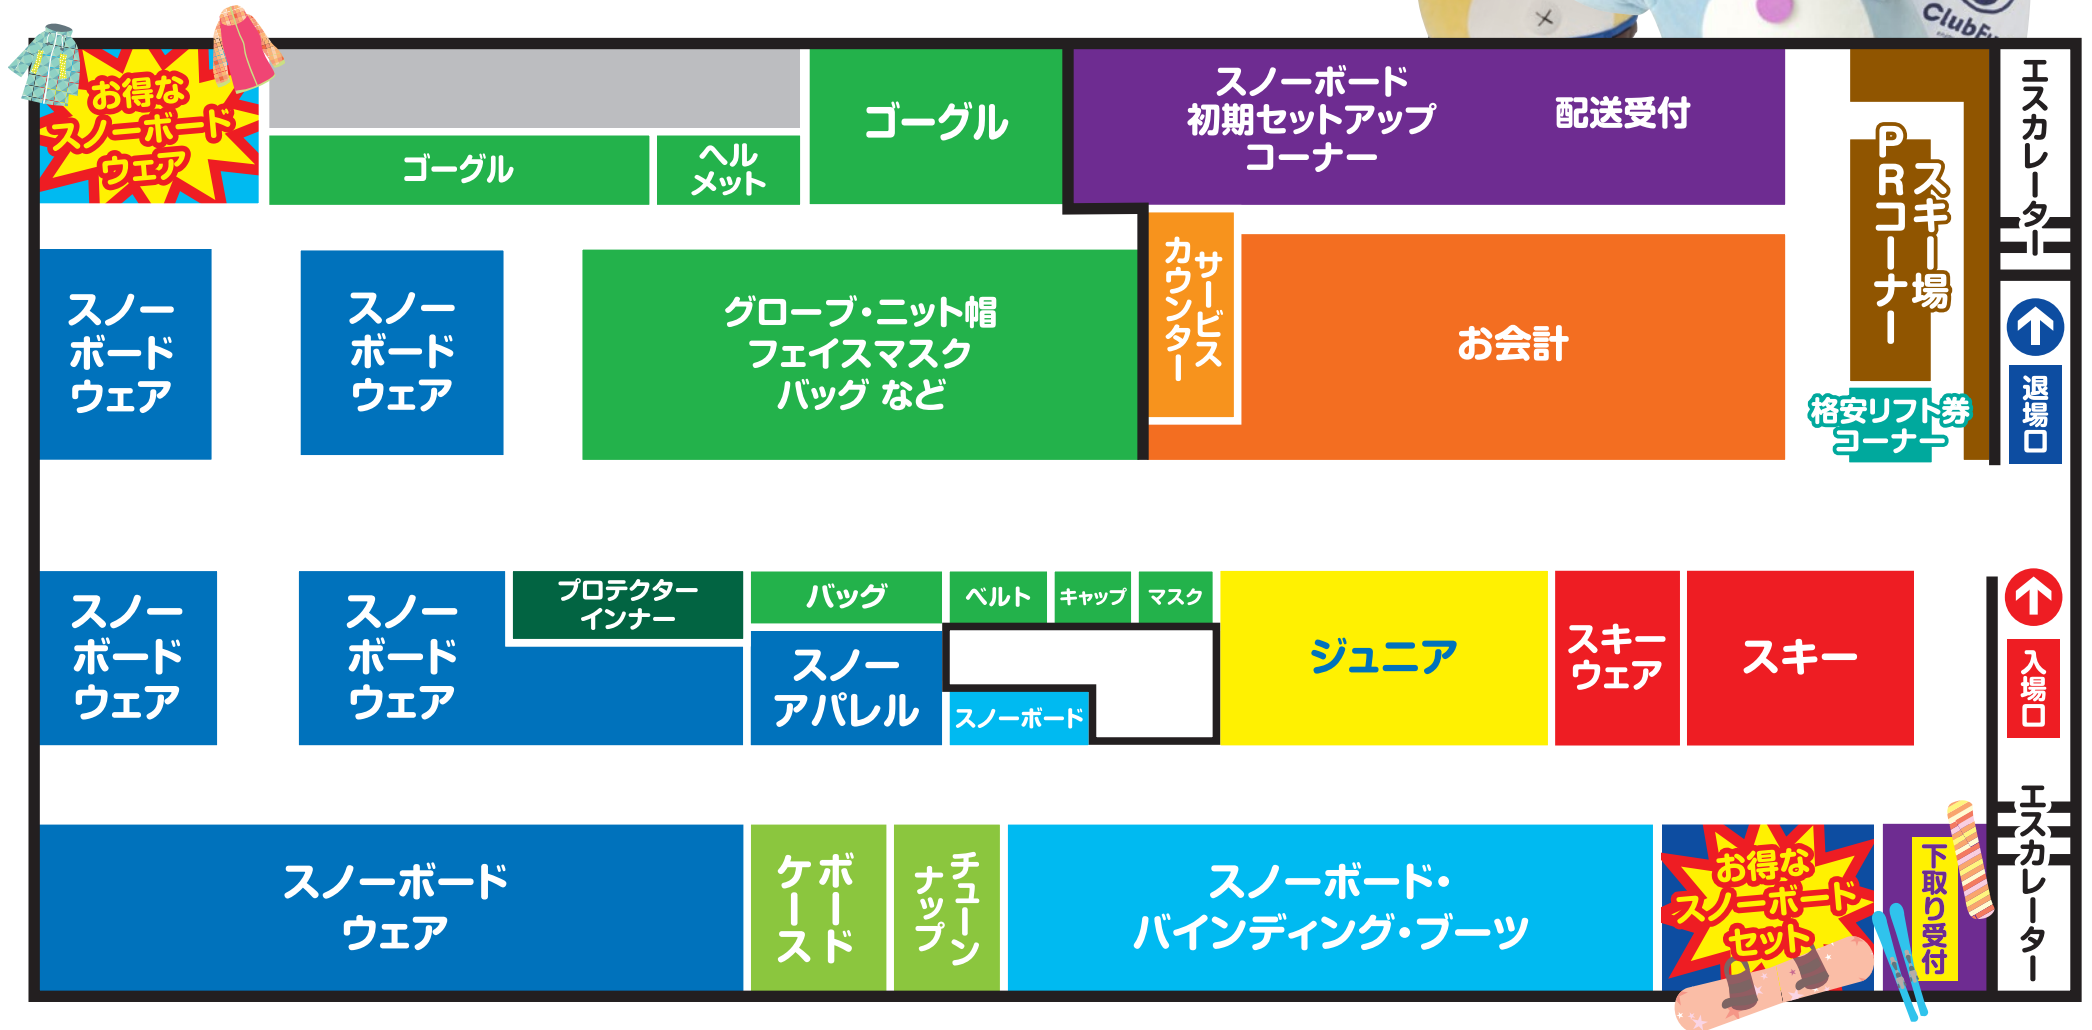 ClubF
お得な
スノーボード
ウェア
ゴーグル
ヘル
メット
ゴーグル
スノーボード
初期セットアップ
コーナー
配送受付
スキー場
PRコーナー
エスカレーター
スノー
ボード
ウェア
スノー
ボード
ウェア
グローブ・ニット帽
フェイスマスク
バッグ など
サービス
カウンター
お会計
格安リフト券
コーナー
退場口
スノー
ボード
ウェア
スノー
ボード
ウェア
プロテクター
インナー
バッグ
ベルト
キャップ
マスク
スノー
アパレル
スノーボード
ジュニア
スキー
ウェア
スキー
入場口
スノーボード
ウェア
ボード
ケース
チューン
ナップ
スノーボード・
バインディング・ブーツ
お得な
スノーボード
セット
下取り受付
エスカレーター